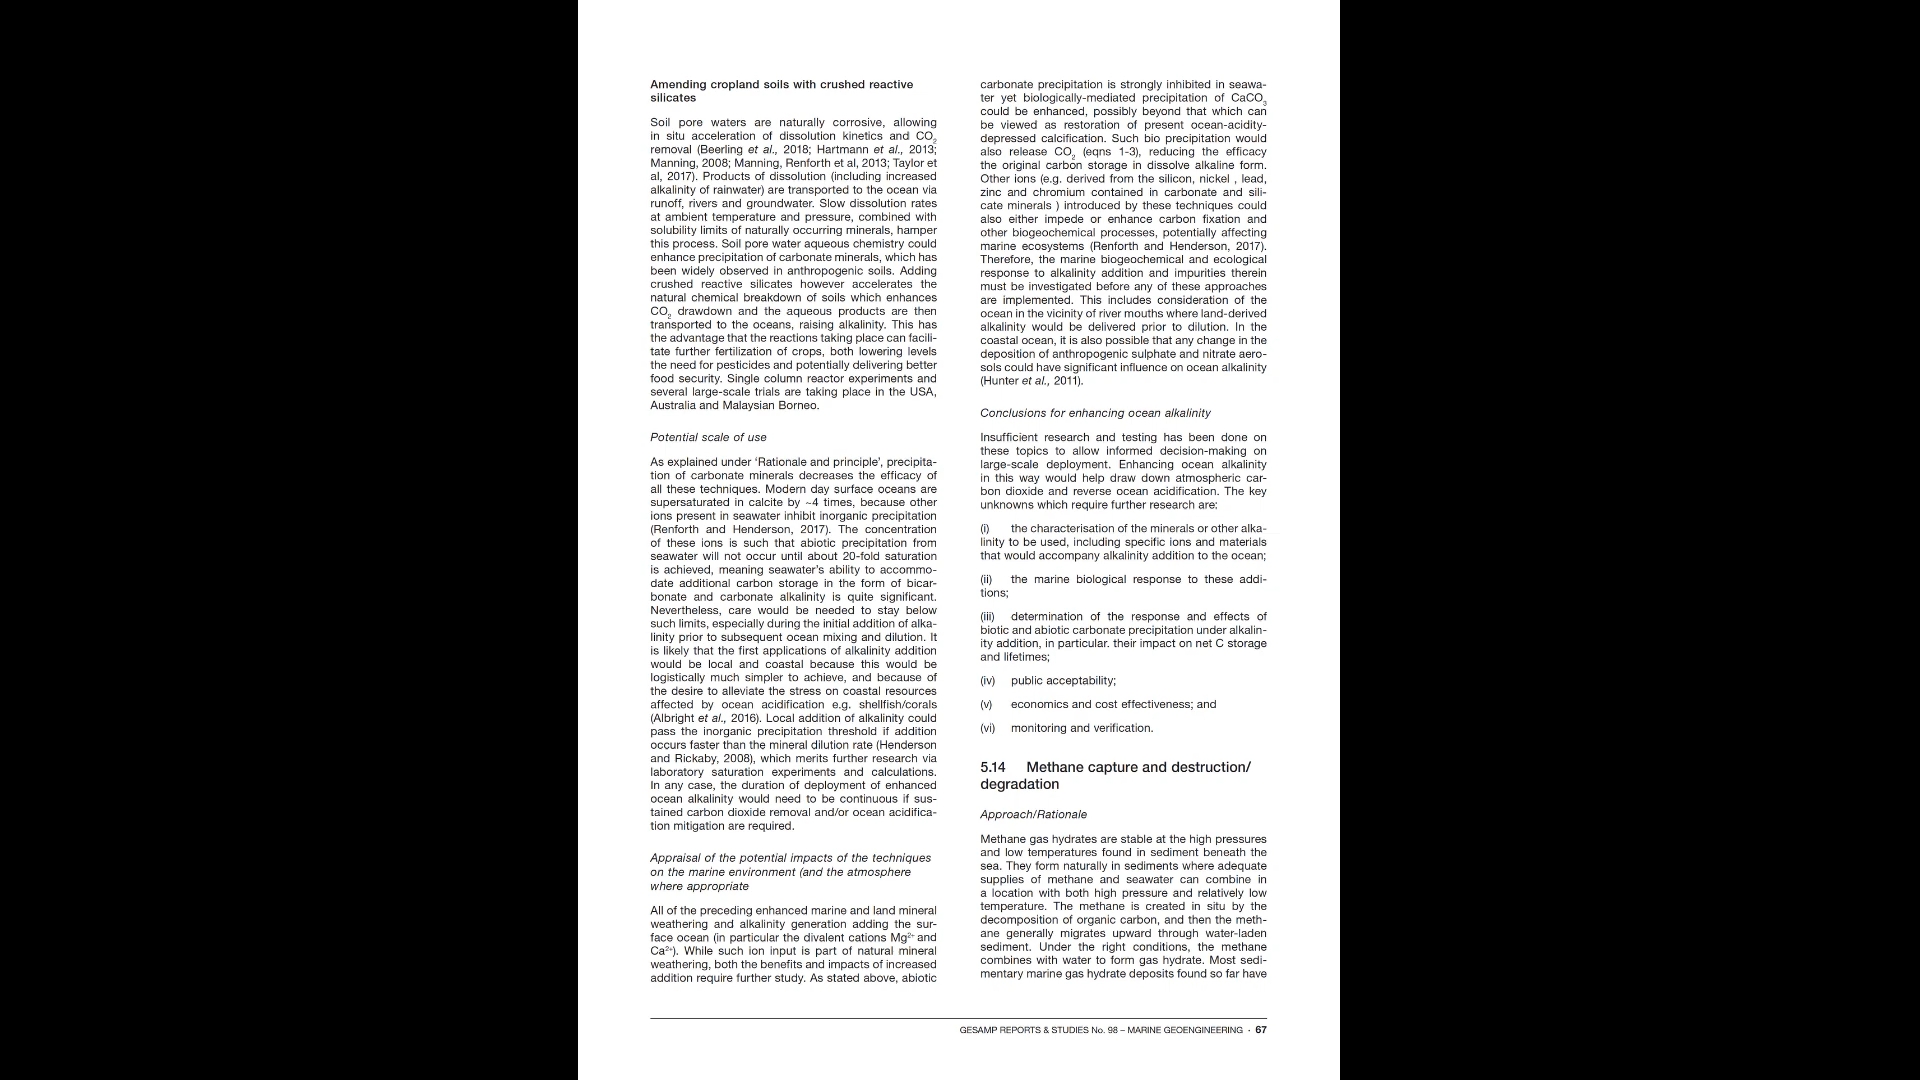 Amending cropland soils with crushed reactive
silicates
Soil pore waters are naturally corrosive, allowing
in situ acceleration of dissolution kinetics and CO2
removal (Beerling et al., 2018; Hartmann et al., 2013;
Manning, 2008; Manning, Renforth et al, 2013; Taylor et
al, 2017). Products of dissolution (including increased
alkalinity of rainwater) are transported to the ocean via
runoff, rivers and groundwater. Slow dissolution rates
at ambient temperature and pressure, combined with
solubility limits of naturally occurring minerals, hamper
this process. Soil pore water aqueous chemistry could
enhance precipitation of carbonate minerals, which has
been widely observed in anthropogenic soils. Adding
crushed reactive silicates however accelerates the
natural chemical breakdown of soils which enhances
CO2 drawdown and the aqueous products are then
transported to the oceans, raising alkalinity. This has
the advantage that the reactions taking place can facili-
tate further fertilization of crops, both lowering levels
the need for pesticides and potentially delivering better
food security. Single column reactor experiments and
several large-scale trials are taking place in the USA,
Australia and Malaysian Borneo.
Potential scale of use
As explained under ‘Rationale and principle’, precipita-
tion of carbonate minerals decreases the efficacy of
all these techniques. Modern day surface oceans are
supersaturated in calcite by ~4 times, because other
ions present in seawater inhibit inorganic precipitation
(Renforth and Henderson, 2017). The concentration
of these ions is such that abiotic precipitation from
seawater will not occur until about 20-fold saturation
is achieved, meaning seawater’s ability to accommo-
date additional carbon storage in the form of bicar-
bonate and carbonate alkalinity is quite significant.
Nevertheless, care would be needed to stay below
such limits, especially during the initial addition of alka-
linity prior to subsequent ocean mixing and dilution. It
is likely that the first applications of alkalinity addition
would be local and coastal because this would be
logistically much simpler to achieve, and because of
the desire to alleviate the stress on coastal resources
affected by ocean acidification e.g. shellfish/corals
(Albright et al., 2016). Local addition of alkalinity could
pass the inorganic precipitation threshold if addition
occurs faster than the mineral dilution rate (Henderson
and Rickaby, 2008), which merits further research via
laboratory saturation experiments and calculations.
In any case, the duration of deployment of enhanced
ocean alkalinity would need to be continuous if sus-
tained carbon dioxide removal and/or ocean acidifica-
tion mitigation are required.
Appraisal of the potential impacts of the techniques
on the marine environment (and the atmosphere
where appropriate
All of the preceding enhanced marine and land mineral
weathering and alkalinity generation adding the sur-
face ocean (in particular the divalent cations Mg2+ and
Ca2+). While such ion input is part of natural mineral
weathering, both the benefits and impacts of increased
addition require further study. As stated above, abiotic
carbonate precipitation is strongly inhibited in seawa-
ter yet biologically-mediated precipitation of CaCO3
could be enhanced, possibly beyond that which can
be viewed as restoration of present ocean-acidity-
depressed calcification. Such bio precipitation would
also release CO2 (eqns 1-3), reducing the efficacy
the original carbon storage in dissolve alkaline form.
Other ions (e.g. derived from the silicon, nickel , lead,
zinc and chromium contained in carbonate and sili-
cate minerals ) introduced by these techniques could
also either impede or enhance carbon fixation and
other biogeochemical processes, potentially affecting
marine ecosystems (Renforth and Henderson, 2017).
Therefore, the marine biogeochemical and ecological
response to alkalinity addition and impurities therein
must be investigated before any of these approaches
are implemented. This includes consideration of the
ocean in the vicinity of river mouths where land-derived
alkalinity would be delivered prior to dilution. In the
coastal ocean, it is also possible that any change in the
deposition of anthropogenic sulphate and nitrate aero-
sols could have significant influence on ocean alkalinity
(Hunter et al., 2011).
Conclusions for enhancing ocean alkalinity
Insufficient research and testing has been done on
these topics to allow informed decision-making on
large-scale deployment. Enhancing ocean alkalinity
in this way would help draw down atmospheric car-
bon dioxide and reverse ocean acidification. The key
unknowns which require further research are:
(i) the characterisation of the minerals or other alka-
linity to be used, including specific ions and materials
that would accompany alkalinity addition to the ocean;
(ii) the marine biological response to these addi-
tions;
(iii) determination of the response and effects of
biotic and abiotic carbonate precipitation under alkalin-
ity addition, in particular. their impact on net C storage
and lifetimes;
(iv) public acceptability;
(v) economics and cost effectiveness; and
(vi) monitoring and verification.
5.14 Methane capture and destruction/
degradation
Approach/Rationale
Methane gas hydrates are stable at the high pressures
and low temperatures found in sediment beneath the
sea. They form naturally in sediments where adequate
supplies of methane and seawater can combine in
a location with both high pressure and relatively low
temperature. The methane is created in situ by the
decomposition of organic carbon, and then the meth-
ane generally migrates upward through water-laden
sediment. Under the right conditions, the methane
combines with water to form gas hydrate. Most sedi-
mentary marine gas hydrate deposits found so far have
GESAMP REPORTS & STUDIES No. 98 – MARINE GEOENGINEERING · 67